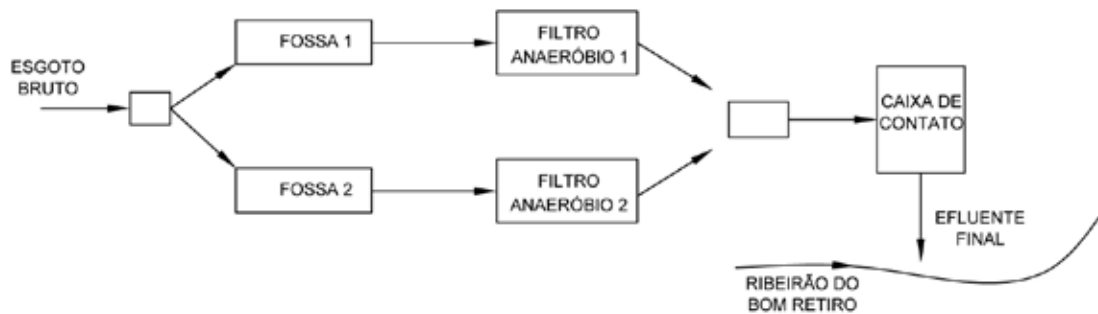 ESGOTO
BRUTO
FOSSA 1
FILTRO
ANAERÓBIO 1
FOSSA 2
FILTRO
ANAERÓBIO 2
CAIXA DE
CONTATO
EFLUENTE
FINAL
RIBEIRÃO DO
BOM RETIRO